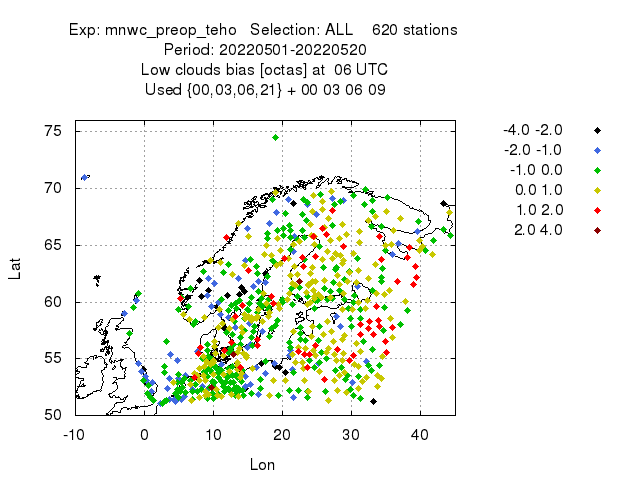 Exp: mnwc_preop_teho   Selection: ALL    620 stations
Period: 20220501-20220520
Low clouds bias [octas] at  06 UTC
Used {00,03,06,21} + 00 03 06 09
75
70
65
60
55
50
Lat
-10 0 10 20 30 40
Lon
-4.0 -2.0
-2.0 -1.0
-1.0 0.0
0.0 1.0
1.0 2.0
2.0 4.0